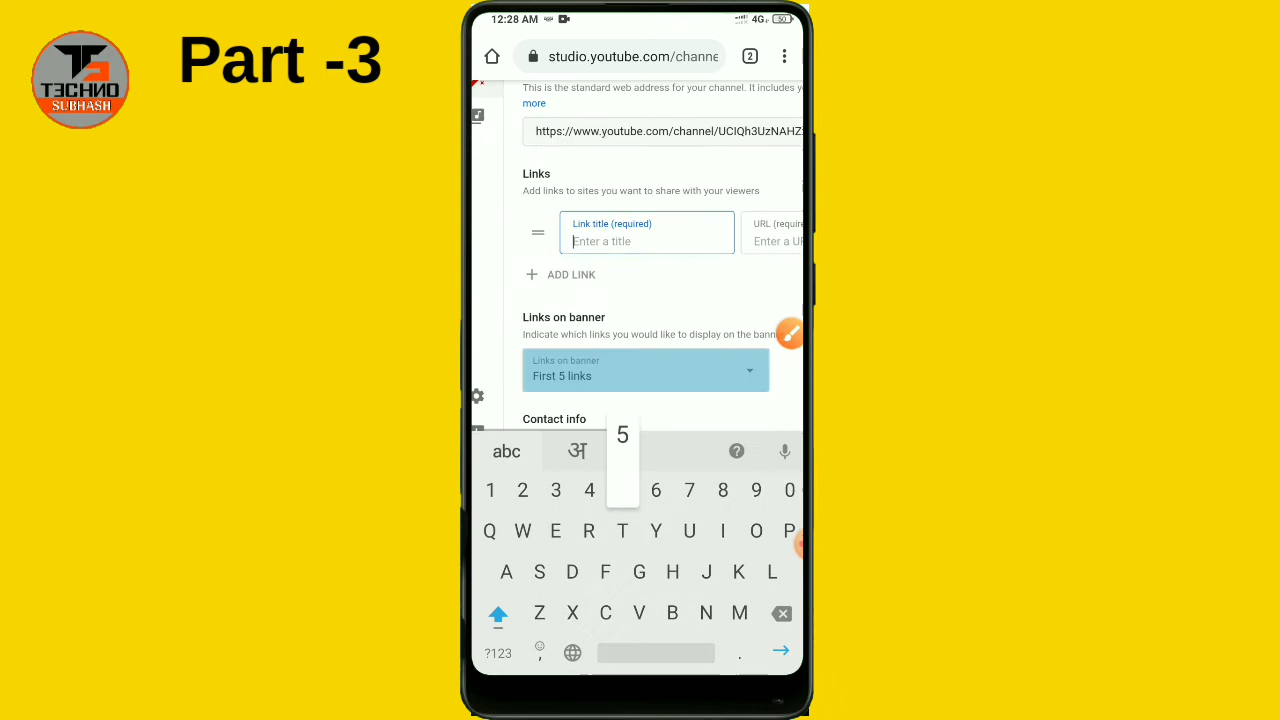 Part -3
T3CHNO
SUBHASH
12:28 AM
4G+
50
studio.youtube.com/channe
2
This is the standard web address for your channel. It includes
more
https://www.youtube.com/channel/UCIQh3UzNAHZ
Links
Add links to sites you want to share with your viewers
Link title (required)
Enter a title
URL (require
Enter a UR
+ ADD LINK
Links on banner
Indicate which links you would like to display on the bann
Links on banner
First 5 links
Contact info
5
abc अ ?
1 2 3 4 6 7 8 9 0
Q W E R T Y U I O P
A S D F G H J K L
Z X C V B N M
?123 , .